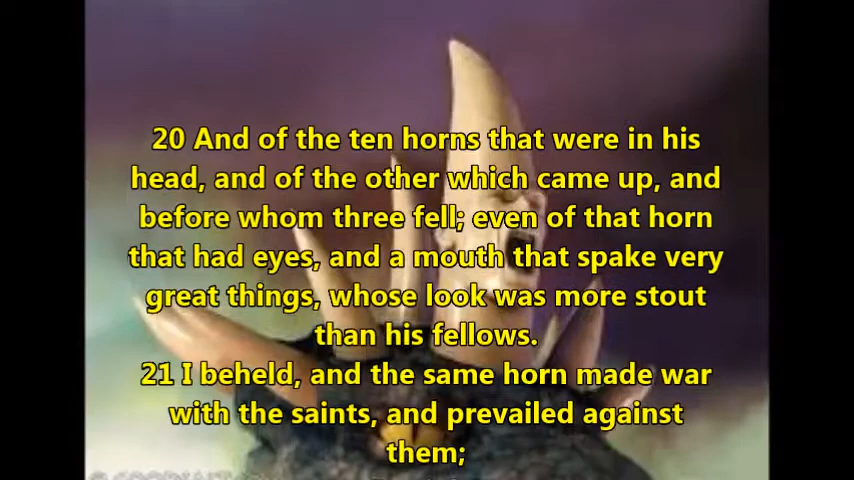 20 And of the ten horns that were in his
head, and of the other which came up, and
before whom three fell; even of that horn
that had eyes, and a mouth that spake very
great things, whose look was more stout
than his fellows.
21 I beheld, and the same horn made war
with the saints, and prevailed against
them;